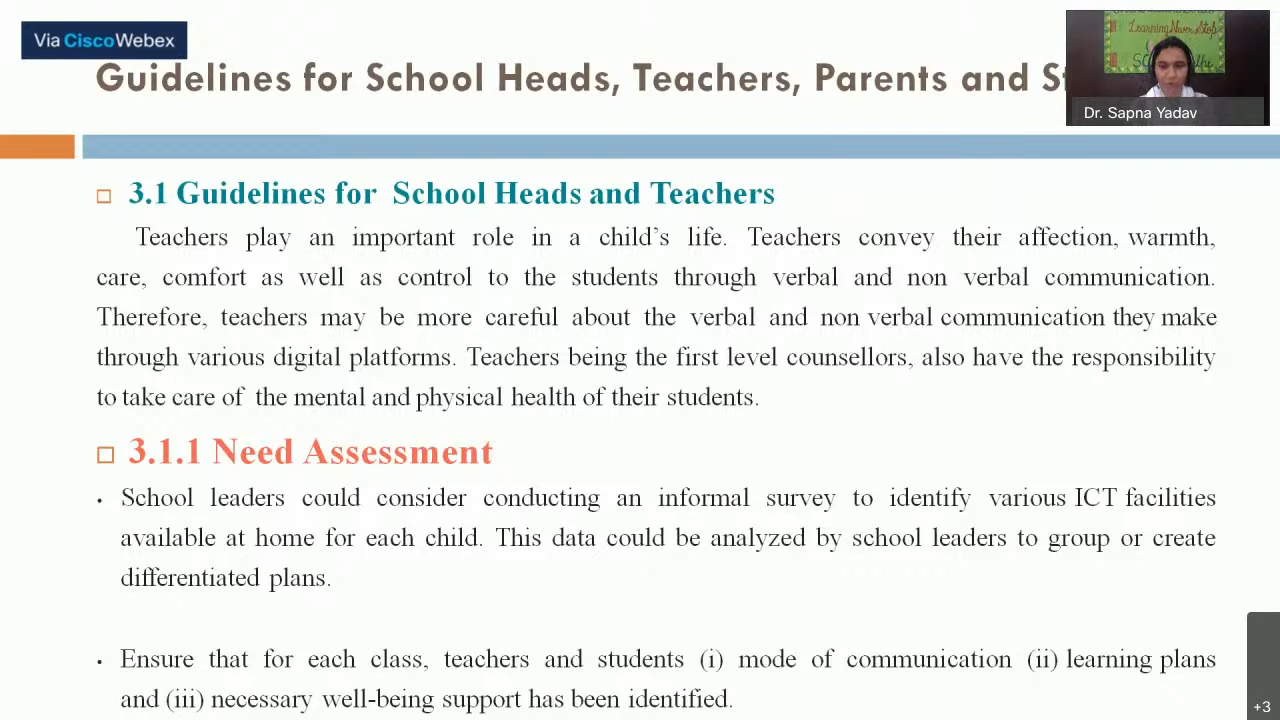 Via CiscoWebex
Learning Never Stop
Dr. Sapna Yadav
Guidelines for School Heads, Teachers, Parents and
3.1 Guidelines for School Heads and Teachers
Teachers play an important role in a child’s life. Teachers convey their affection, warmth,
care, comfort as well as control to the students through verbal and non verbal communication.
Therefore, teachers may be more careful about the verbal and non verbal communication they make
through various digital platforms. Teachers being the first level counsellors, also have the responsibility
to take care of the mental and physical health of their students.
3.1.1 Need Assessment
• School leaders could consider conducting an informal survey to identify various ICT facilities
available at home for each child. This data could be analyzed by school leaders to group or create
differentiated plans.
• Ensure that for each class, teachers and students (i) mode of communication (ii) learning plans
and (iii) necessary well-being support has been identified.
+3